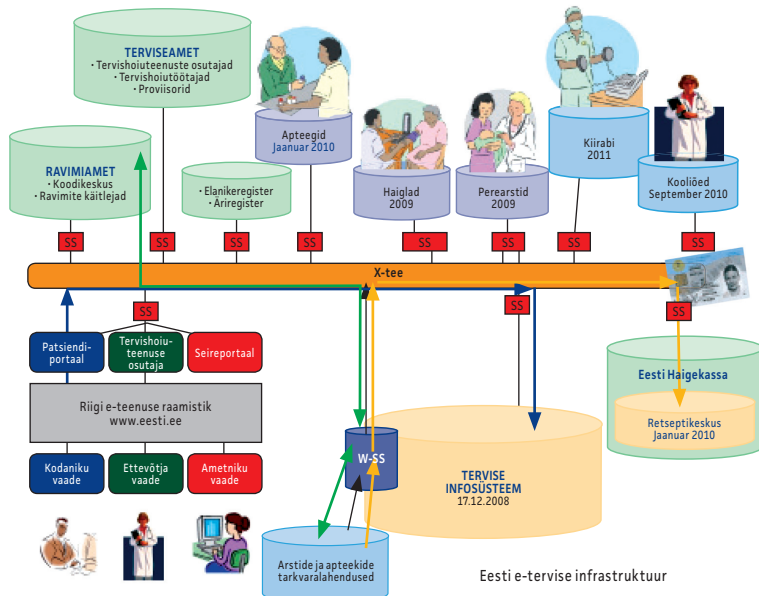 TERVISEAMET
· Tervishoiuteenuste osutajad
· Tervishoiutöötajad
· Proviisorid
RAVIMIAMET
· Koodikeskus
· Ravimite käitlejad
· Elanikeregister
· Äriregister
Apteegid
Jaanuar 2010
Haiglad
2009
Perearstid
2009
Kiirabi
2011
Kooliõed
September 2010
SS
SS
SS
SS
SS
SS
SS
SS
X-tee
SS
SS
SS
Patsiendi-
portaal
Tervishoiu-
teenuse
osutaja
Seireportaal
Riigi e-teenuse raamistik
www.eesti.ee
Kodaniku
vaade
Ettevõtja
vaade
Ametniku
vaade
W-SS
TERVISE
INFOSÜSTEEM
17.12.2008
Eesti Haigekassa
Retseptikeskus
Jaanuar 2010
Arstide ja apteekide
tarkvaralahendused
Eesti e-tervise infrastruktuur